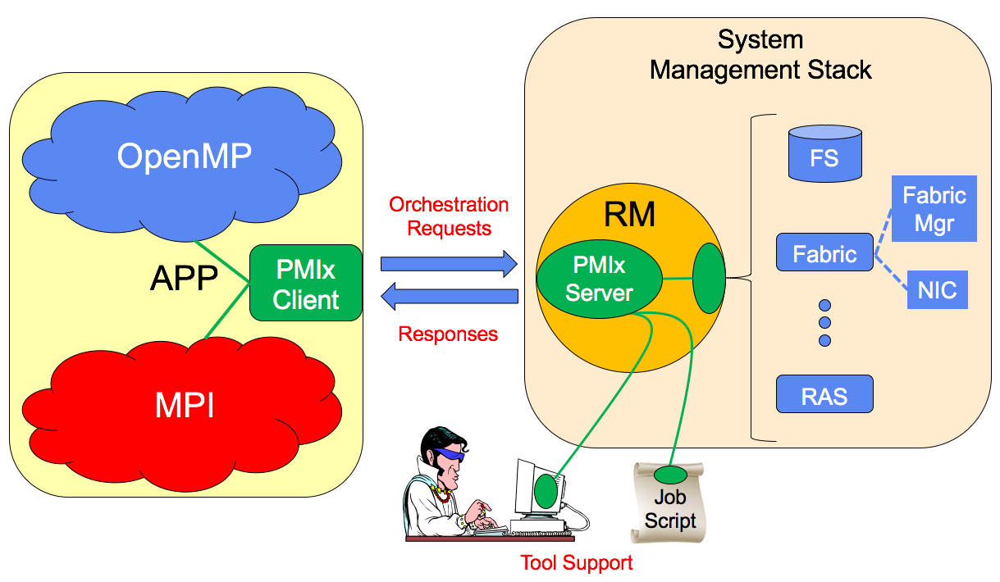 System
Management Stack
OpenMP
APP
PMIx
Client
MPI
Orchestration
Requests
Responses
RM
PMIx
Server
FS
Fabric
Mgr
Fabric
NIC
RAS
Job
Script
Tool Support